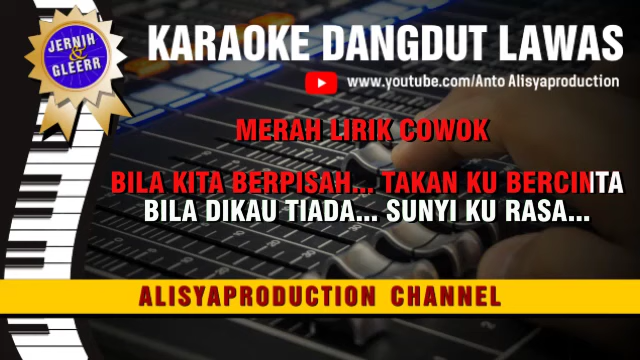 JERNIH
&
GLEERR
KARAOKE DANGDUT LAWAS
www.youtube.com/Anto Alisyaproduction
MERAH LIRIK COWOK
BILA KITA BERPISAH... TAKAN KU BERCINTA
BILA DIKAU TIADA... SUNYI KU RASA...
ALISYAPRODUCTION CHANNEL